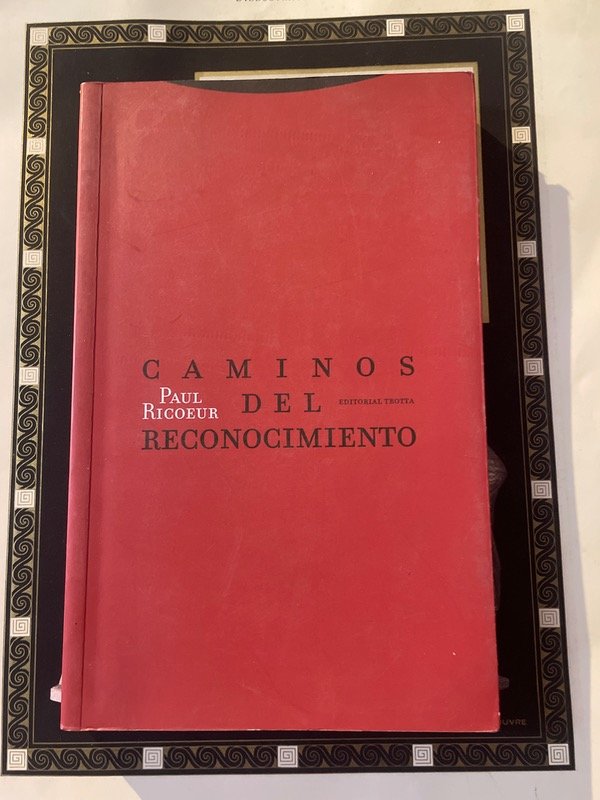 CAMINOS
PAUL
RICOEUR
DEL
EDITORIAL TROTTA
RECONOCIMIENTO